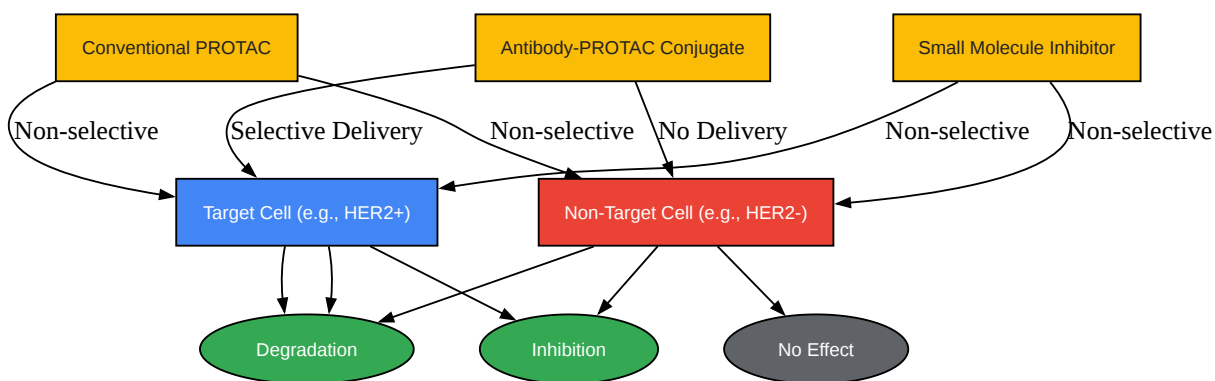 Conventional PROTAC
Antibody-PROTAC Conjugate
Small Molecule Inhibitor
Non-selective
Selective Delivery
Non-selective
No Delivery
Non-selective
Non-selective
Target Cell (e.g., HER2+)
Non-Target Cell (e.g., HER2-)
Degradation
Inhibition
No Effect